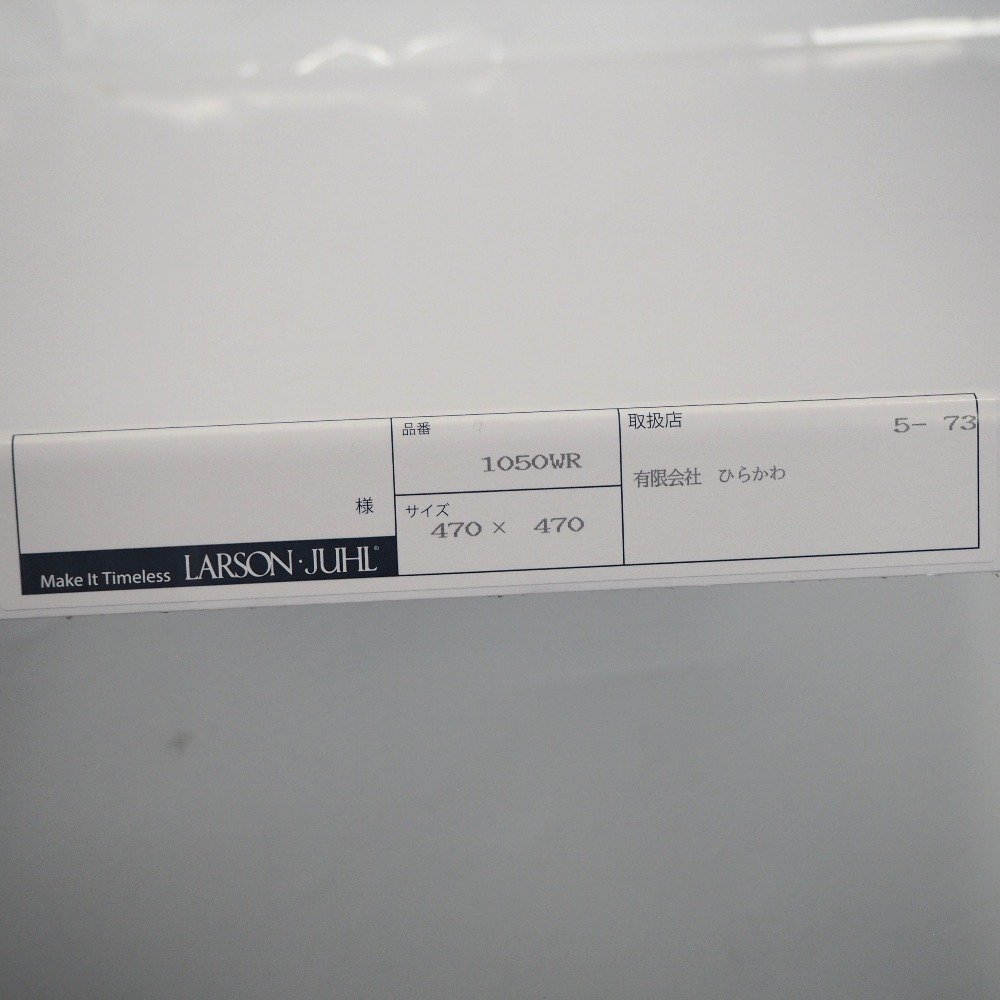 様
Make It Timeless LARSON·JUHL®
品番
1050WR
サイズ
470 × 470
取扱店
5- 73
有限会社 ひらかわ